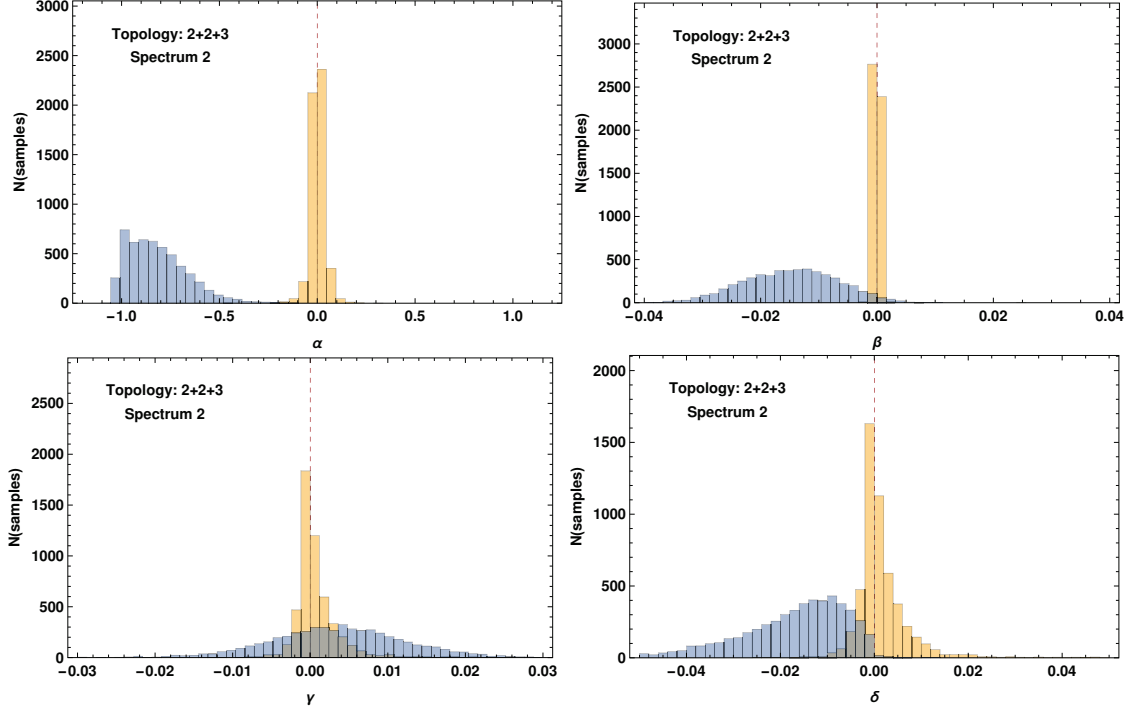 Topology: 2+2+3
Spectrum 2
N(samples)
3000
2500
2000
1500
1000
500
0
−1.0 −0.5 0.0 0.5 1.0
α
Topology: 2+2+3
Spectrum 2
N(samples)
3000
2500
2000
1500
1000
500
0
−0.04 −0.02 0.00 0.02 0.04
β
Topology: 2+2+3
Spectrum 2
N(samples)
2500
2000
1500
1000
500
0
−0.03 −0.02 −0.01 0.00 0.01 0.02 0.03
γ
Topology: 2+2+3
Spectrum 2
N(samples)
2000
1500
1000
500
0
−0.04 −0.02 0.00 0.02 0.04
δ